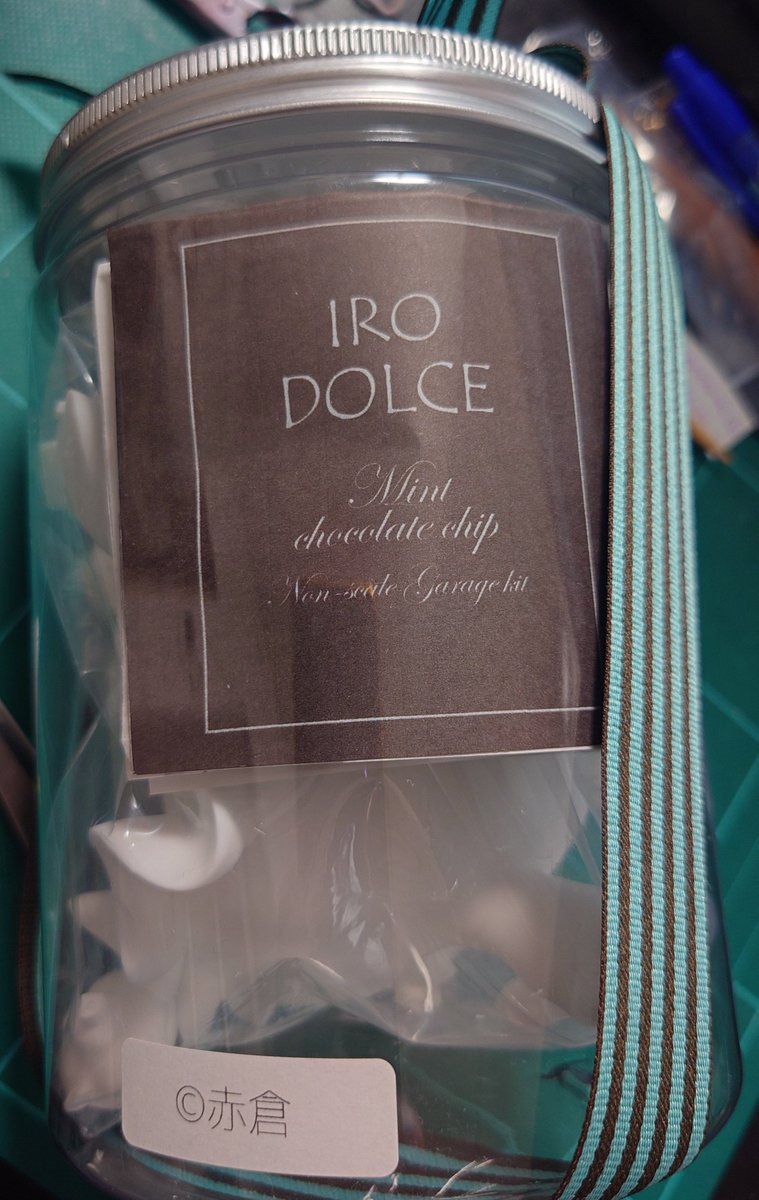 IRO
DOLCE
Mint
chocolate chip
Non-scale Garage kit
©赤倉